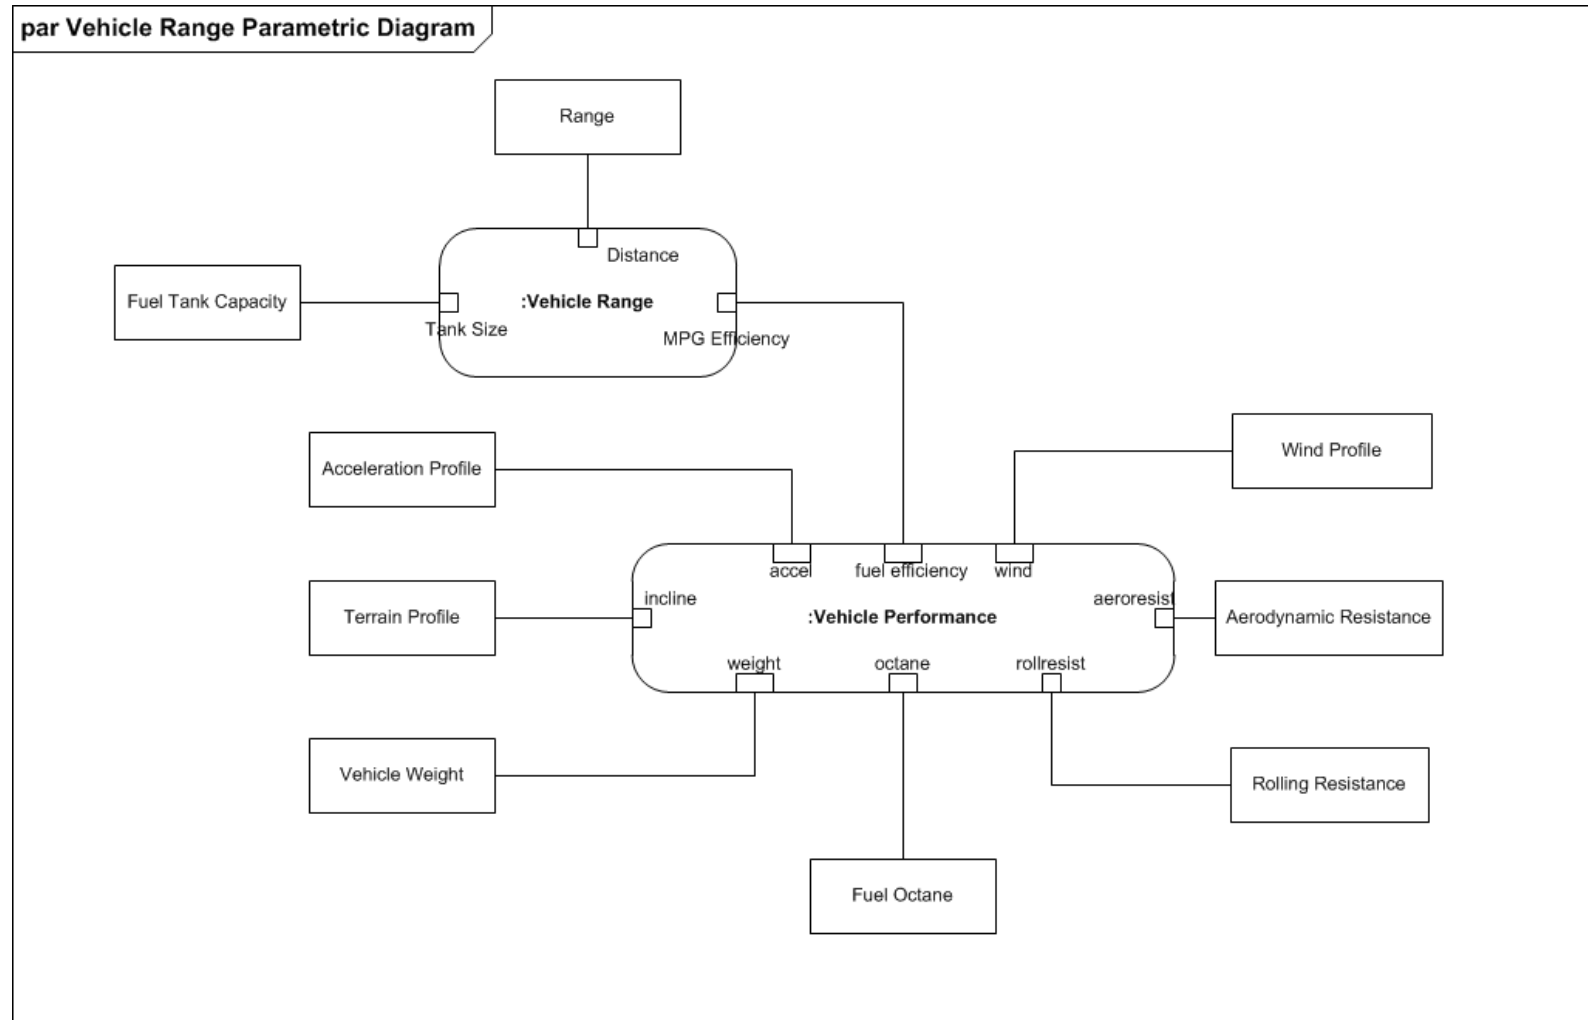 par Vehicle Range Parametric Diagram
Range
Distance
Fuel Tank Capacity
:Vehicle Range
Tank Size
MPG Efficiency
Acceleration Profile
Wind Profile
accel
fuel efficiency
wind
incline
aeroresist
Terrain Profile
:Vehicle Performance
Aerodynamic Resistance
weight
octane
rollresist
Vehicle Weight
Rolling Resistance
Fuel Octane